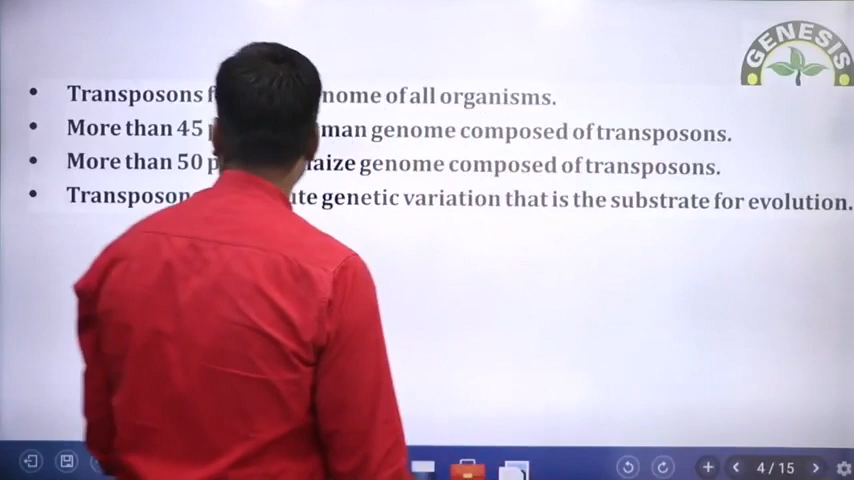 GENESIS
• Transposons f nome of all organisms.
• More than 45 p man genome composed of transposons.
• More than 50 p aize genome composed of transposons.
• Transposon ute genetic variation that is the substrate for evolution.
4 / 15